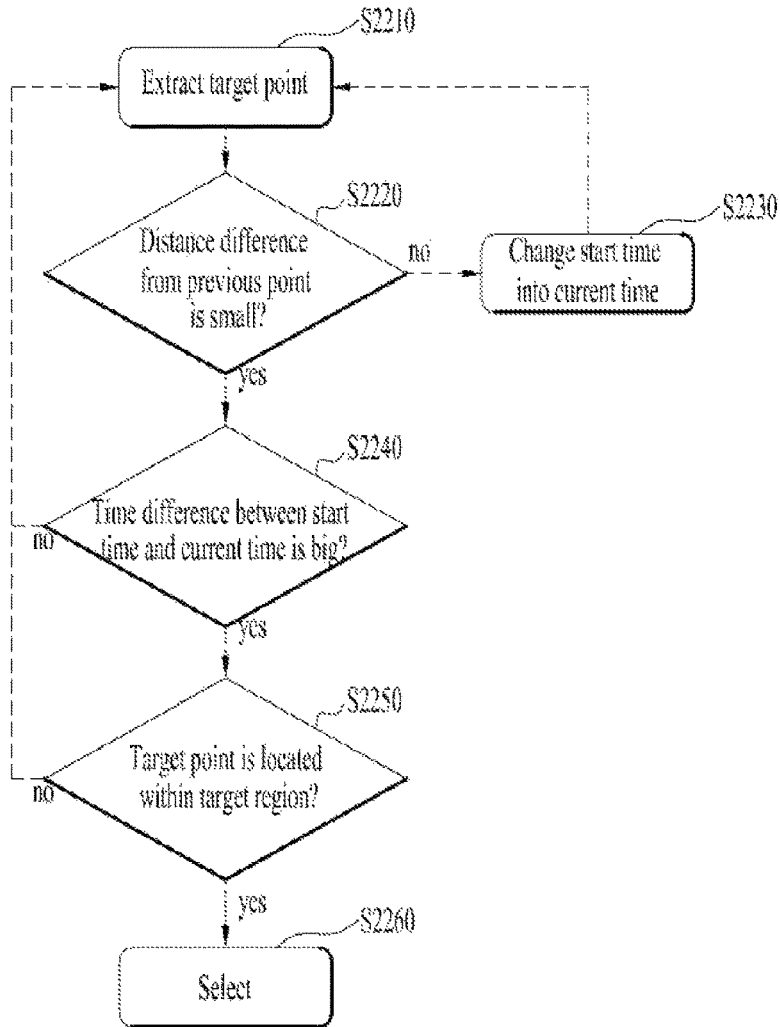 S2210
Extract target point
S2220
Distance difference
from previous point
is small?
no
S2230
Change start time
into current time
yes
S2240
Time difference between start
time and current time is big?
no
yes
S2250
Target point is located
within target region?
no
yes
S2260
Select